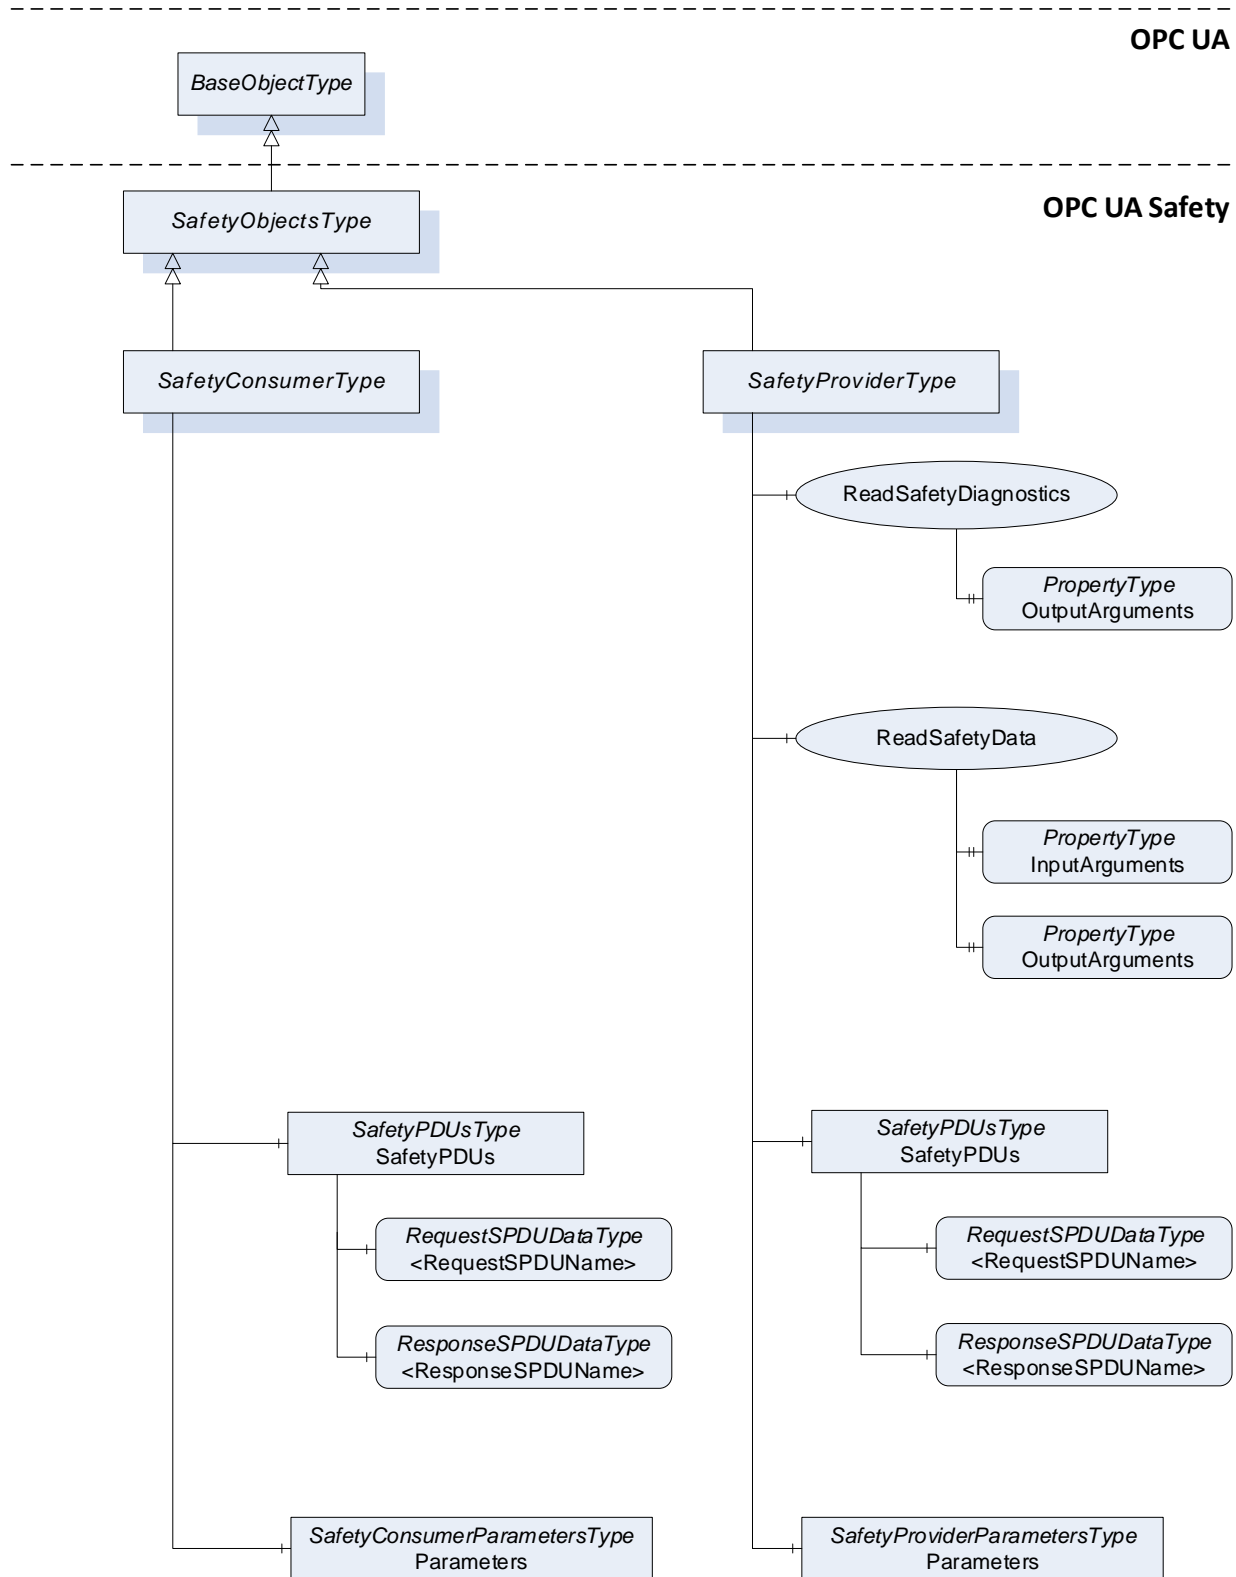 OPC UA
BaseObjectType
SafetyObjectsType
OPC UA Safety
SafetyConsumerType
SafetyProviderType
ReadSafetyDiagnostics
PropertyType
OutputArguments
ReadSafetyData
PropertyType
InputArguments
PropertyType
OutputArguments
SafetyPDUsType
SafetyPDUs
RequestSPDUDataType
<RequestSPDUName>
ResponseSPDUDataType
<ResponseSPDUName>
SafetyPDUsType
SafetyPDUs
RequestSPDUDataType
<RequestSPDUName>
ResponseSPDUDataType
<ResponseSPDUName>
SafetyConsumerParametersType
Parameters
SafetyProviderParametersType
Parameters